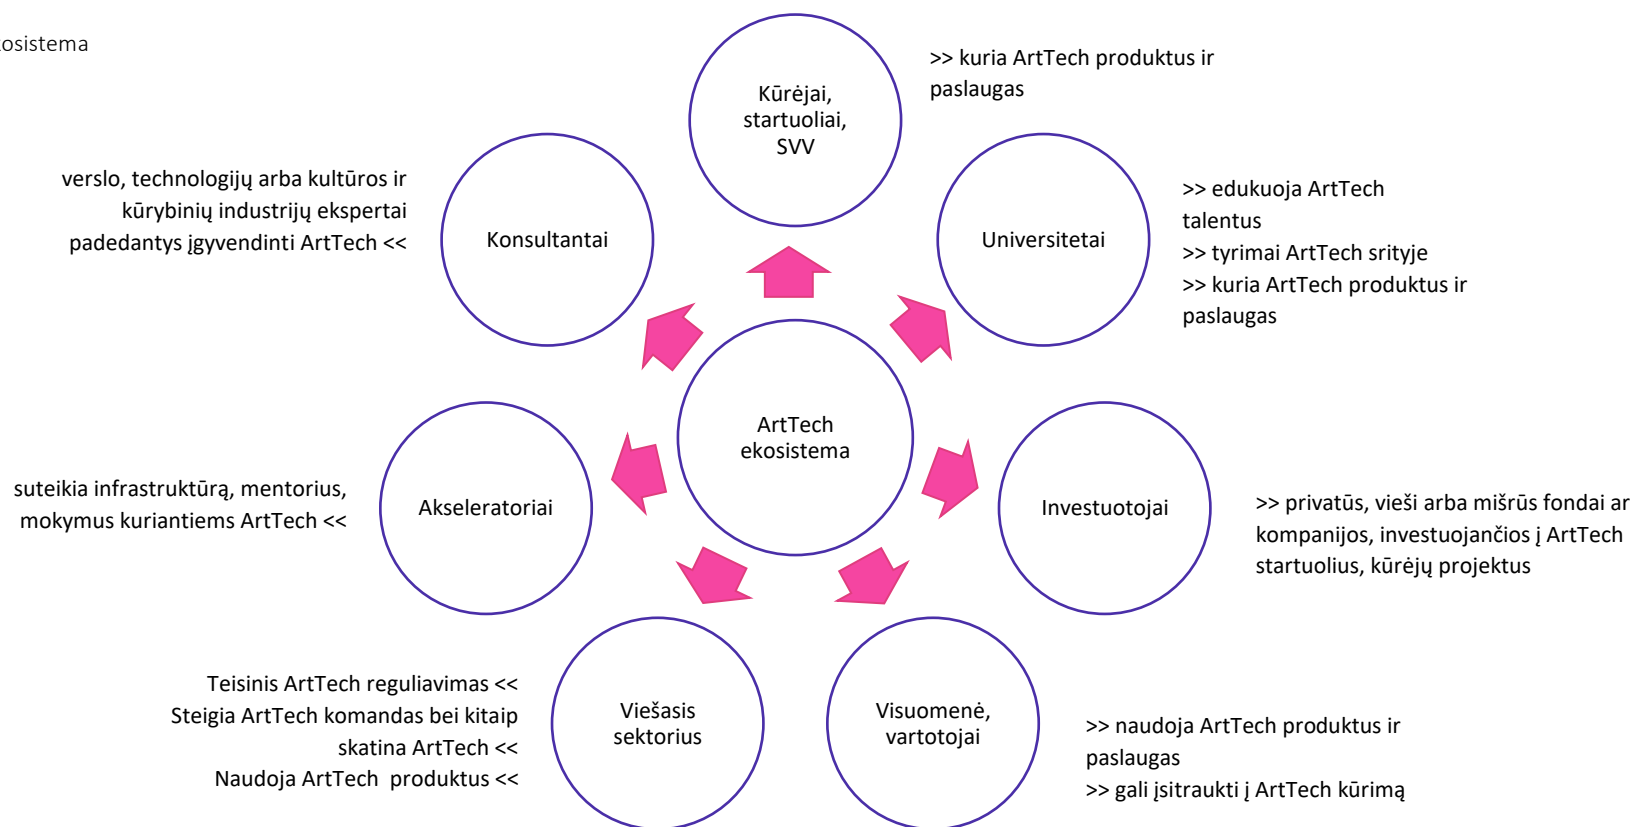 kosistema
Kūrėjai,
startuoliai,
SVV
>> kuria ArtTech produktus ir
paslaugas
Universitetai
>> edukuoja ArtTech
talentus
>> tyrimai ArtTech srityje
>> kuria ArtTech produktus ir
paslaugas
Investuotojai
>> privatūs, vieši arba mišrūs fondai ar
kompanijos, investuojančios į ArtTech
startuolius, kūrėjų projektus
Visuomenė,
vartotojai
>> naudoja ArtTech produktus ir
paslaugas
>> gali įsitraukti į ArtTech kūrimą
Viešasis
sektorius
Teisinis ArtTech reguliavimas <<
Steigia ArtTech komandas bei kitaip
skatina ArtTech <<
Naudoja ArtTech  produktus <<
Akseleratoriai
suteikia infrastruktūrą, mentorius,
mokymus kuriantiems ArtTech <<
Konsultantai
verslo, technologijų arba kultūros ir
kūrybinių industrijų ekspertai
padedantys įgyvendinti ArtTech <<
ArtTech
ekosistema